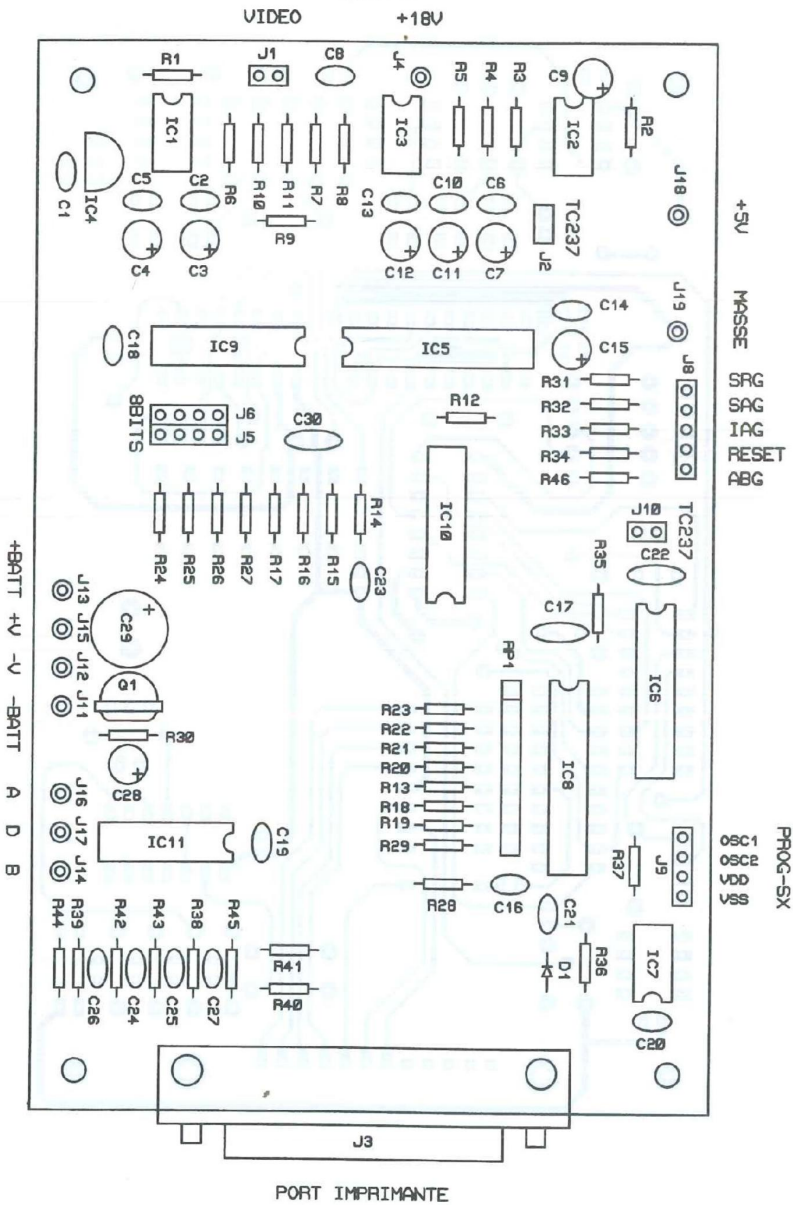 VIDEO +18V
R1 J1 C8 J4 C9
R5 R4 R3
IC1 IC3 IC2 R2
IC4 C1
R6 R10 R11 R7 R8
J18 +5V
C5 C2 C13 C10 C6
R9
TC237
C4 C3 C12 C11 C7 J2
J19 MASSE
C14
C18 IC9 IC5 C15
J8
R31 SRG
R12
R32 SAG
8BITS J6
R33 IAG
J5 C30
R34 RESET
R46 ABG
TC237
R14 IC10 J10
R24 R25 R26 R27 R17 R16 R15
C23 R35 C22
+BATT J13
C29 C17
+V J15
RP1
-V J12
Q1 IC6
-BATT J11
R23
R30 R22
R21 IC8
C28 R20
A J16 R13
R18
D J17 IC11 C19 R19
R29
B J14
R37 J9
OSC1
OSC2
VDD
VSS
PROG-SX
R28 C16
R44 R39 R42 R43 R38 R45
C21
R41 D1 R36 IC7
C26 C24 C25 C27
R40
C20
J3
PORT IMPRIMANTE